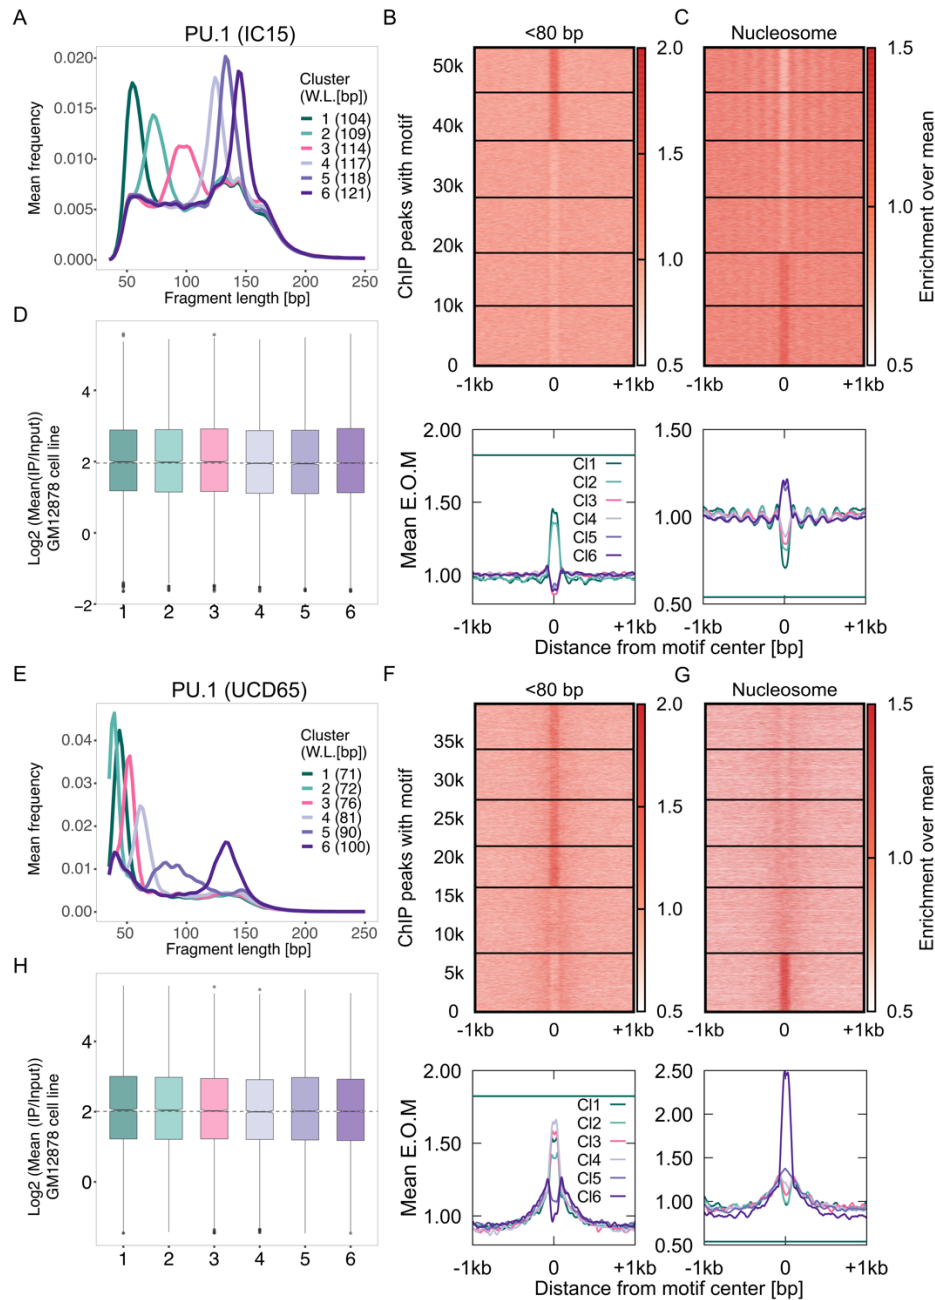 A
PU.1 (IC15)
Mean frequency
0.020
0.015
0.010
0.005
0.000
Cluster
(W.L.[bp])
1 (104)
2 (109)
3 (114)
4 (117)
5 (118)
6 (121)
50
100
150
200
250
Fragment length [bp]
B
<80 bp
ChIP peaks with motif
50k
40k
30k
20k
10k
0
-1kb
0
+1kb
2.0
1.5
1.0
0.5
C
Nucleosome
-1kb
0
+1kb
1.5
1.0
0.5
Enrichment over mean
D
Log2 (Mean(IP/Input))
GM12878 cell line
4
2
0
−2
1
2
3
4
5
6
Mean E.O.M
2.00
1.50
1.00
Cl1
Cl2
Cl3
Cl4
Cl5
Cl6
-1kb
0
+1kb
1.50
1.00
0.50
-1kb
0
+1kb
Distance from motif center [bp]
E
PU.1 (UCD65)
Mean frequency
0.04
0.03
0.02
0.01
0.00
Cluster
(W.L.[bp])
1 (71)
2 (72)
3 (76)
4 (81)
5 (90)
6 (100)
50
100
150
200
250
Fragment length [bp]
F
<80 bp
ChIP peaks with motif
35k
30k
25k
20k
15k
10k
5k
0
-1kb
0
+1kb
2.0
1.5
1.0
0.5
G
Nucleosome
-1kb
0
+1kb
1.5
1.0
0.5
Enrichment over mean
H
Log2 (Mean (IP/Input))
GM12878 cell line
4
2
0
1
2
3
4
5
6
Mean E.O.M
2.00
1.50
1.00
Cl1
Cl2
Cl3
Cl4
Cl5
Cl6
-1kb
0
+1kb
2.50
2.00
1.50
1.00
0.50
-1kb
0
+1kb
Distance from motif center [bp]